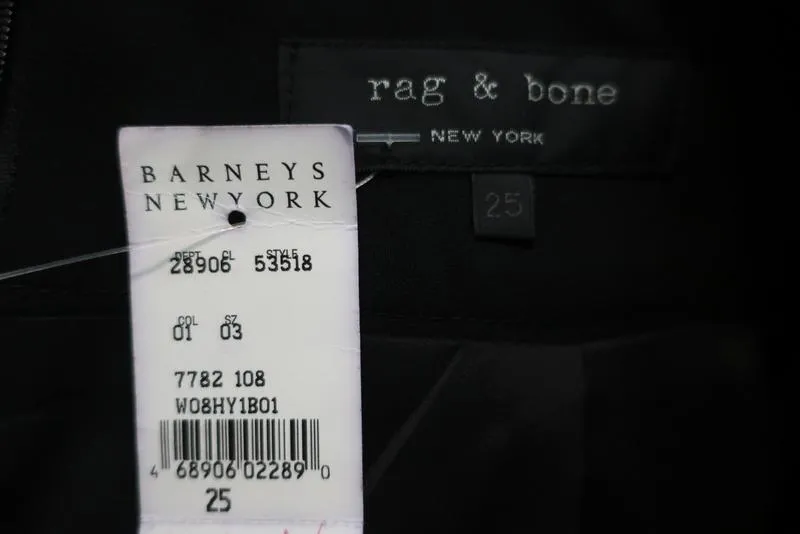 rag & bone
NEW YORK
25
BARNEYS
NEWYORK
DEPT CL STYLE
28906 53518
COL SZ
01 03
7782 108
W08HY1B01
4 68906 02289 0
25